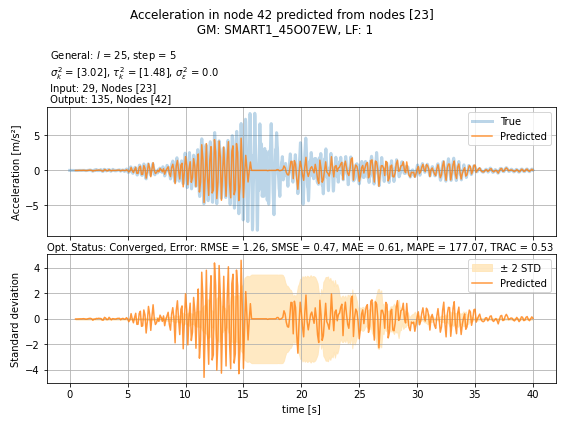 Acceleration in node 42 predicted from nodes [23]
GM: SMART1_45O07EW, LF: 1
General: l = 25, step = 5
σ²ₖ = [3.02], τ²ₖ = [1.48], σ²ε = 0.0
Input: 29, Nodes [23]
Output: 135, Nodes [42]
Acceleration [m/s²]
5
0
−5
True
Predicted
Opt. Status: Converged, Error: RMSE = 1.26, SMSE = 0.47, MAE = 0.61, MAPE = 177.07, TRAC = 0.53
Standard deviation
4
2
0
−2
−4
± 2 STD
Predicted
0 5 10 15 20 25 30 35 40
time [s]